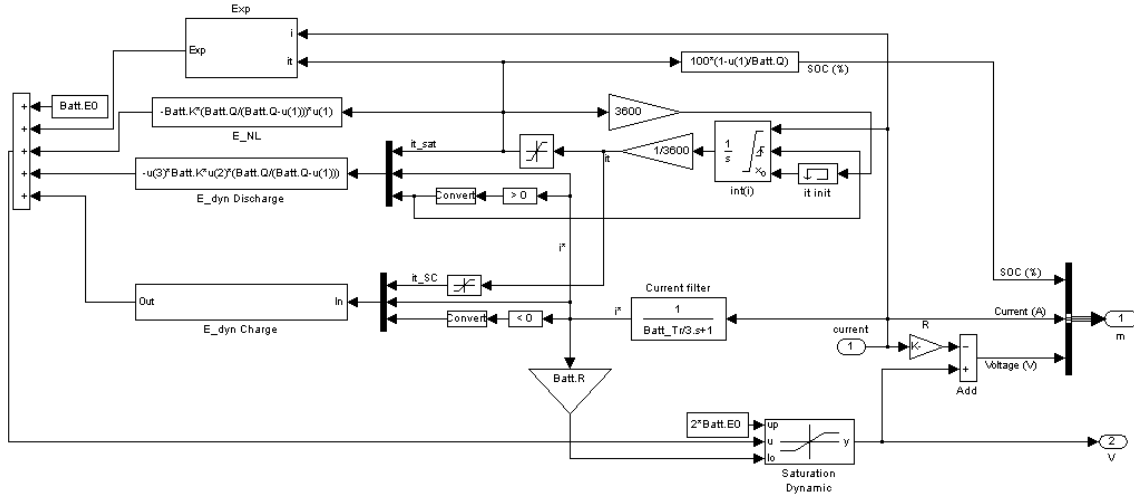 Exp
i
Exp
it
100*(1-u(1)/Batt.Q)
SOC (%)
+
Batt.E0
+
-Batt.K*(Batt.Q/(Batt.Q-u(1)))*u(1)
E_NL
3600
+
it_sat
it
1/3600
1
s
xo
int(i)
it init
+
-u(3)*Batt.K*u(2)*(Batt.Q/(Batt.Q-u(1)))
E_dyn Discharge
+
Convert
> 0
i*
it_SC
SOC (%)
Out
In
E_dyn Charge
Convert
< 0
i*
Current filter
1
Batt_Tr/3.s+1
Current (A)
1
m
current
1
R
K-
−
+
Add
Voltage (V)
Batt.R
2*Batt.E0
up
u
lo
y
Saturation
Dynamic
2
V